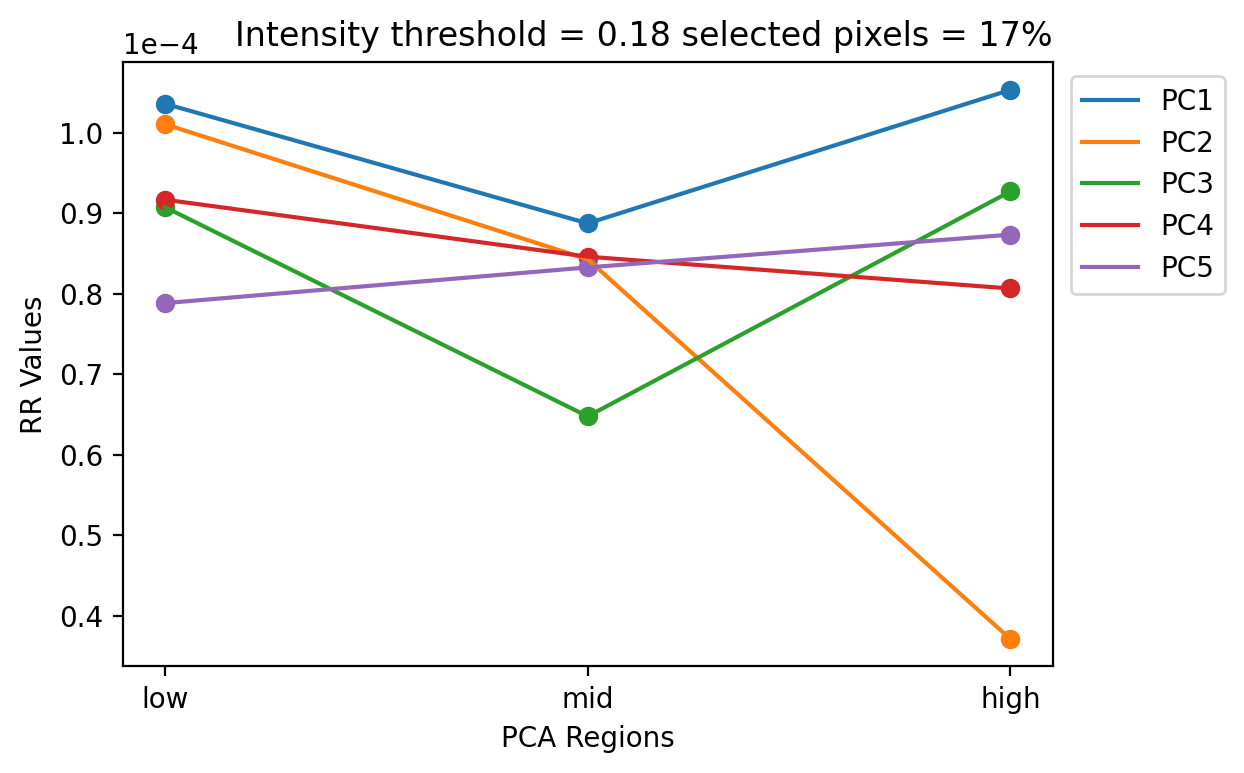 Intensity threshold = 0.18 selected pixels = 17%
1e−4
1.0
0.9
0.8
0.7
0.6
0.5
0.4
RR Values
low mid high
PCA Regions
PC1
PC2
PC3
PC4
PC5